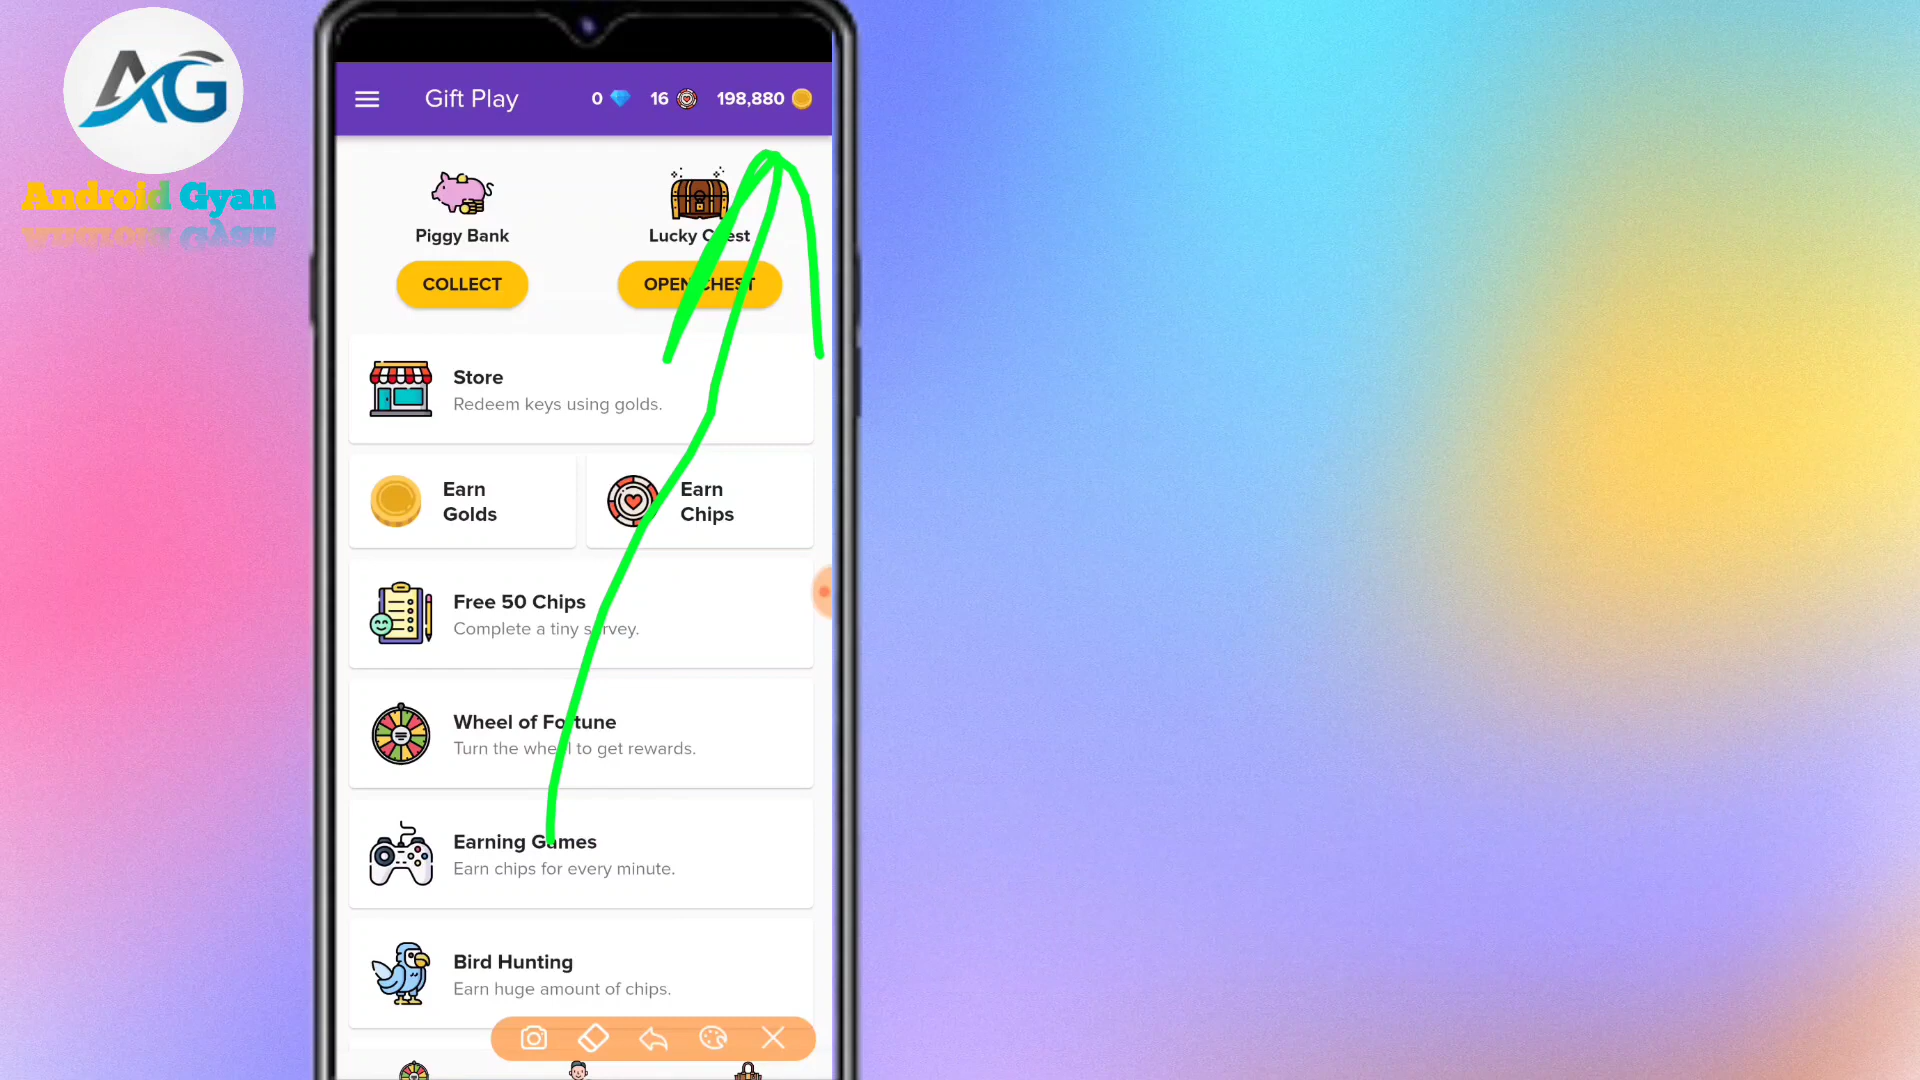 AG
Android Gyan
Gift Play 0 16 198,880
Piggy Bank
COLLECT
Lucky Chest
OPEN CHEST
Store
Redeem keys using golds.
Earn
Golds
Earn
Chips
Free 50 Chips
Complete a tiny survey.
Wheel of Fortune
Turn the wheel to get rewards.
Earning Games
Earn chips for every minute.
Bird Hunting
Earn huge amount of chips.